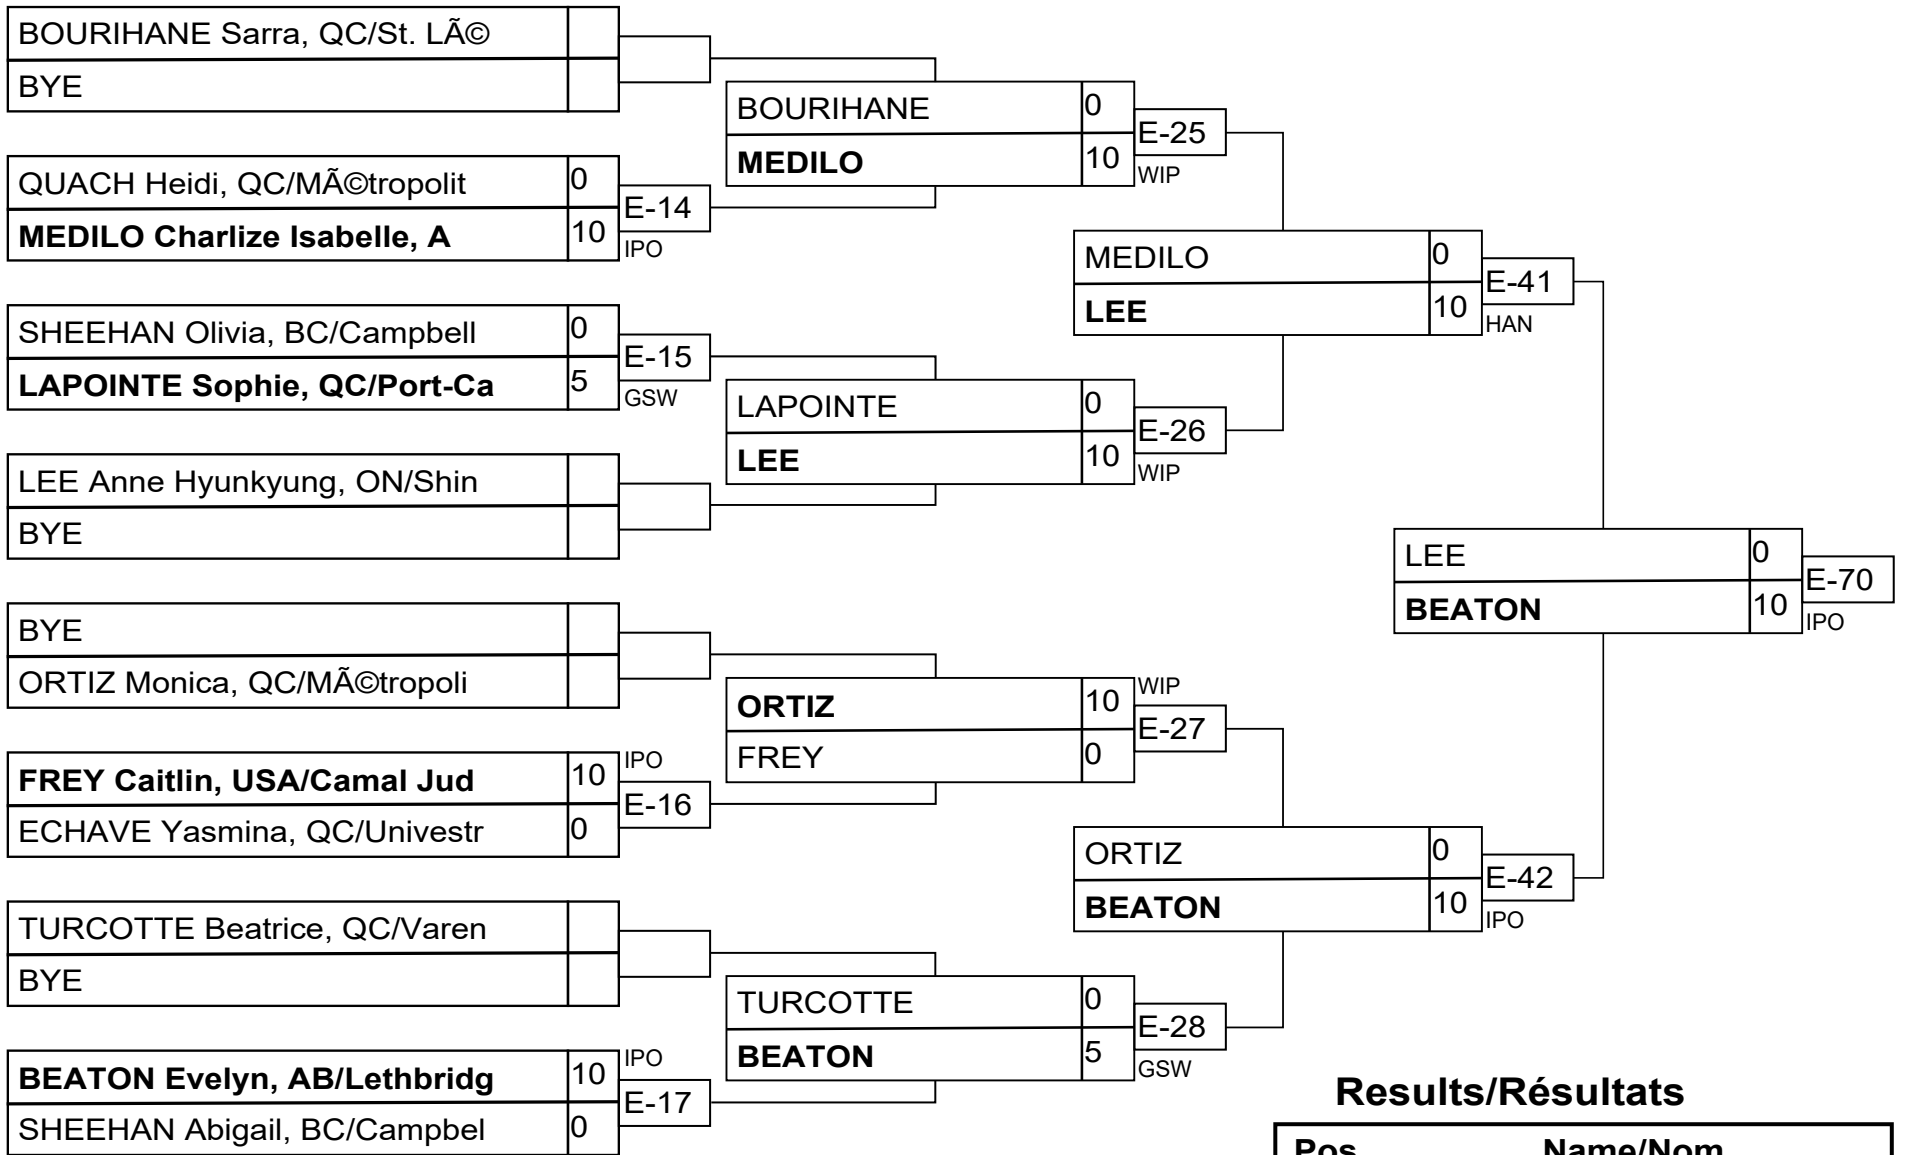 BOURIHANE Sarra, QC/St. LÃ©
BYE
QUACH Heidi, QC/MÃ©tropolit 0
MEDILO Charlize Isabelle, A 10
E-14
IPO
SHEEHAN Olivia, BC/Campbell 0
LAPOINTE Sophie, QC/Port-Ca 5
E-15
GSW
LEE Anne Hyunkyung, ON/Shin
BYE
BYE
ORTIZ Monica, QC/MÃ©tropoli
FREY Caitlin, USA/Camal Jud 10
ECHAVE Yasmina, QC/Univestr 0
IPO
E-16
TURCOTTE Beatrice, QC/Varen
BYE
BEATON Evelyn, AB/Lethbridg 10
SHEEHAN Abigail, BC/Campbel 0
IPO
E-17
BOURIHANE 0
MEDILO 10
E-25
WIP
LAPOINTE 0
LEE 10
E-26
WIP
ORTIZ 10
FREY 0
WIP
E-27
TURCOTTE 0
BEATON 5
E-28
GSW
MEDILO 0
LEE 10
E-41
HAN
ORTIZ 0
BEATON 10
E-42
IPO
LEE 0
BEATON 10
E-70
IPO
Results/Résultats
Pos Name/Nom